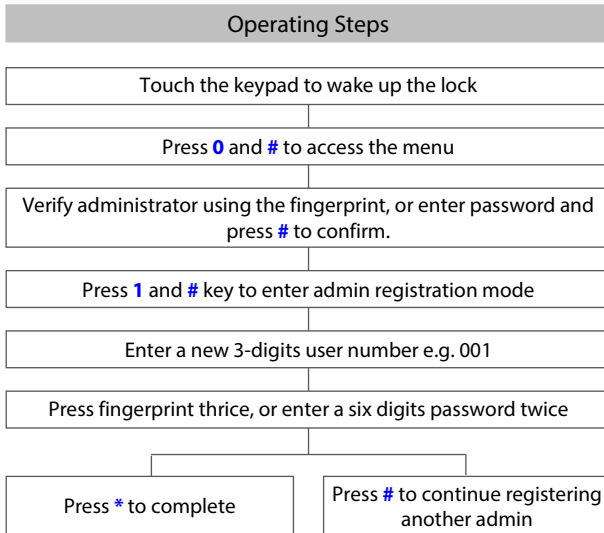 Operating Steps
Touch the keypad to wake up the lock
Press 0 and # to access the menu
Verify administrator using the fingerprint, or enter password and
press # to confirm.
Press 1 and # key to enter admin registration mode
Enter a new 3-digits user number e.g. 001
Press fingerprint thrice, or enter a six digits password twice
Press * to complete
Press # to continue registering
another admin